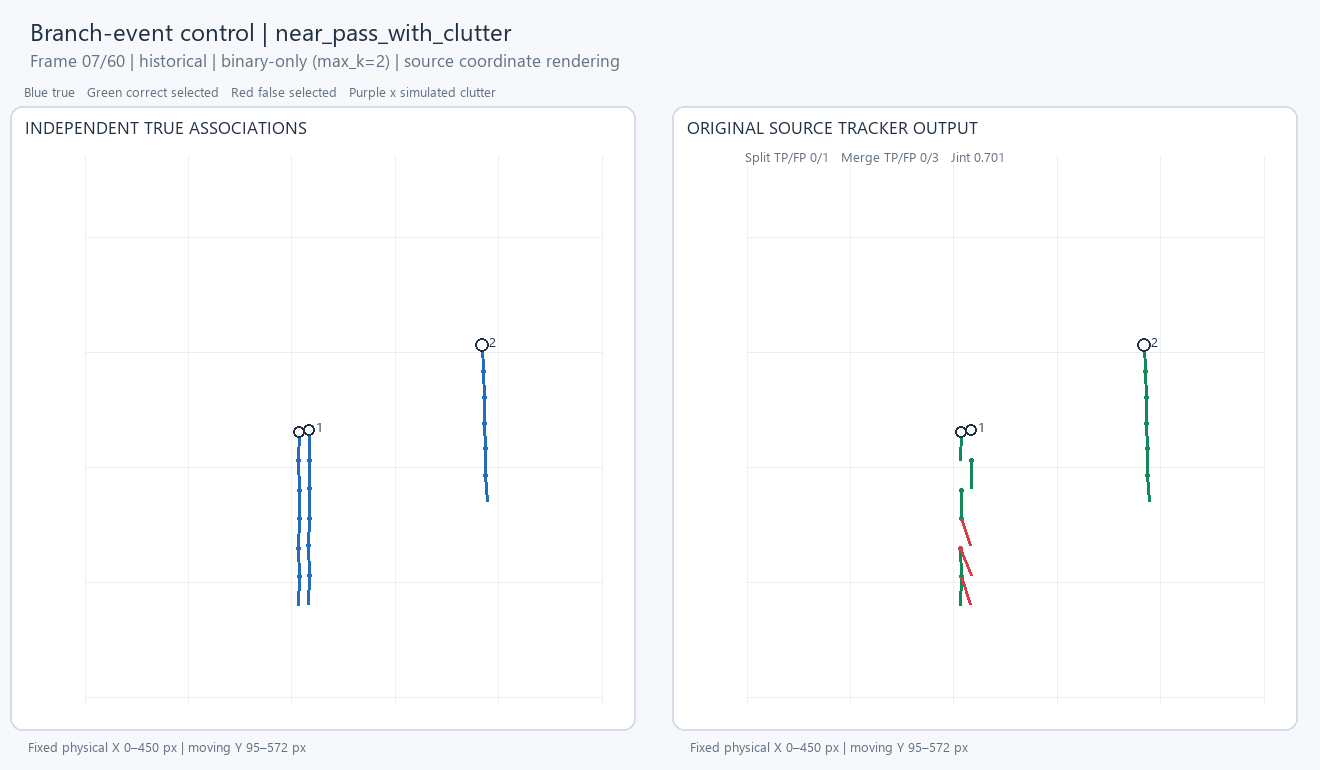 Branch-event control | near_pass_with_clutter
Frame 07/60 | historical | binary-only (max_k=2) | source coordinate rendering
Blue true Green correct selected Red false selected Purple x simulated clutter
INDEPENDENT TRUE ASSOCIATIONS
2
1
Fixed physical X 0–450 px | moving Y 95–572 px
ORIGINAL SOURCE TRACKER OUTPUT
Split TP/FP 0/1 Merge TP/FP 0/3 Jint 0.701
2
1
Fixed physical X 0–450 px | moving Y 95–572 px